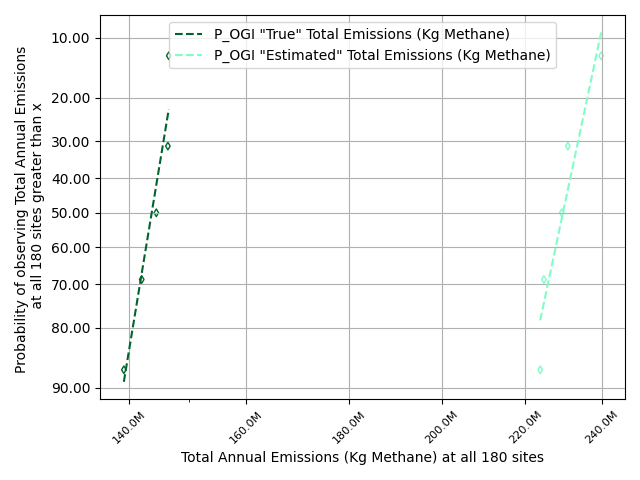 P_OGI "True" Total Emissions (Kg Methane)
P_OGI "Estimated" Total Emissions (Kg Methane)
Probability of observing Total Annual Emissions
at all 180 sites greater than x
10.00
20.00
30.00
40.00
50.00
60.00
70.00
80.00
90.00
140.0M
160.0M
180.0M
200.0M
220.0M
240.0M
Total Annual Emissions (Kg Methane) at all 180 sites